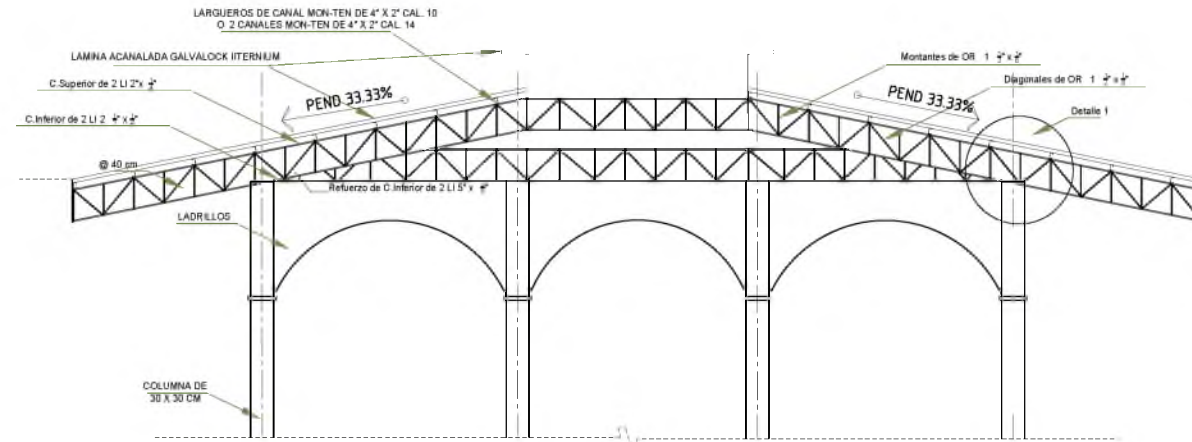 LARGUEROS DE CANAL MON-TEN DE 4" X 2" CAL. 10
O 2 CANALES MON-TEN DE 4" X 2" CAL. 14
LAMINA ACANALADA GALVALOCK IITERNIUM
Montantes de OR 1 ½" x
C.Superior de 2 LI 2"x
Diagonales de OR 1
PEND 33.33%
PEND 33.33%
Detalle 1
C.Inferior de 2 LI 2
@ 40 cm
Refuerzo de C.Inferior de 2 LI 5" x
LADRILLOS
COLUMNA DE
30 X 30 CM